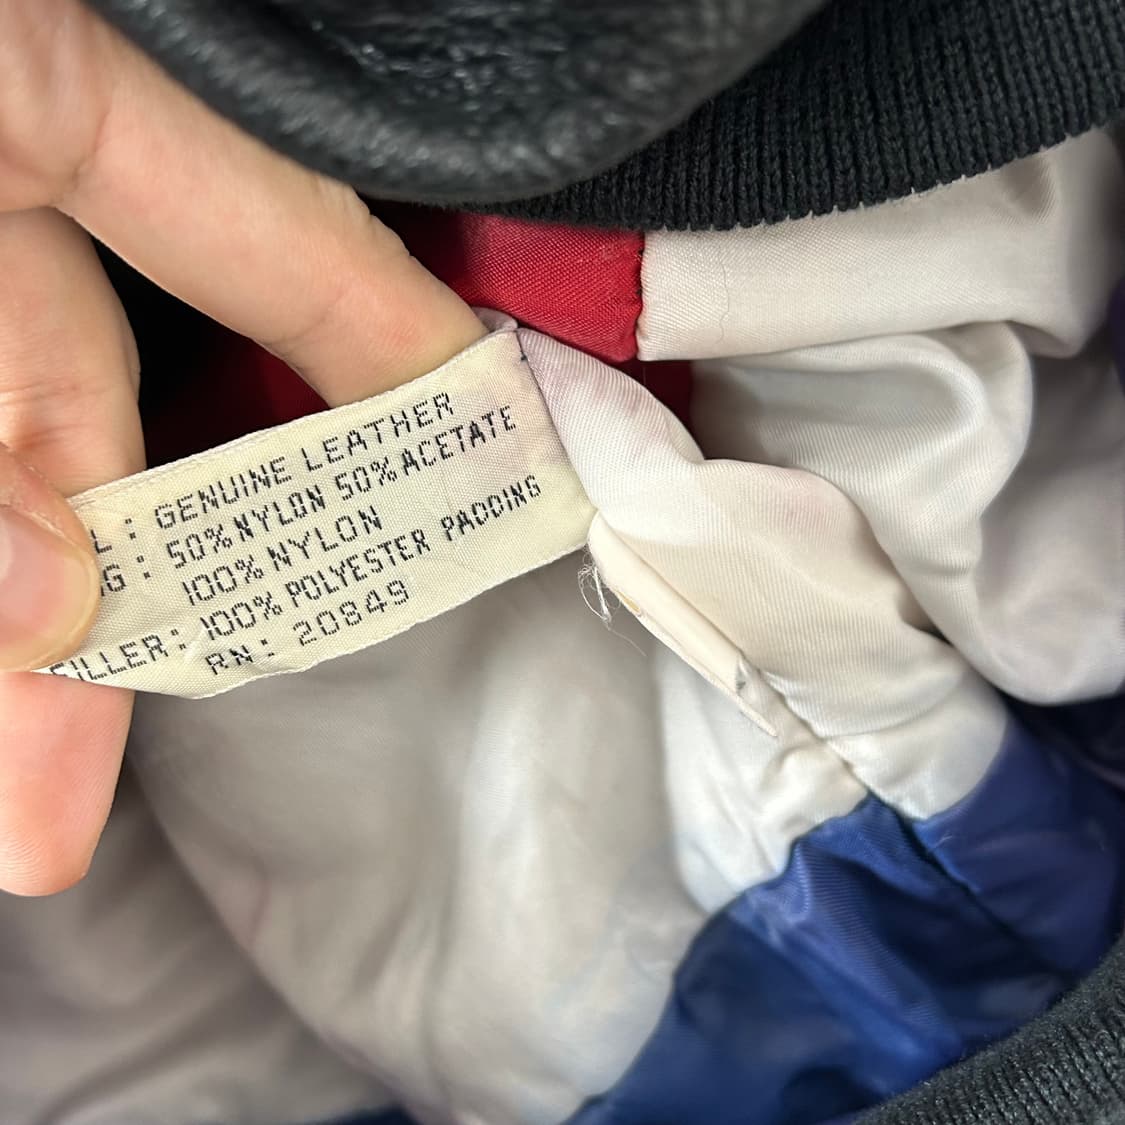 L : GENUINE LEATHER
G : 50% NYLON 50% ACETATE
100% NYLON
FILLER : 100% POLYESTER PADDING
RN : 20849